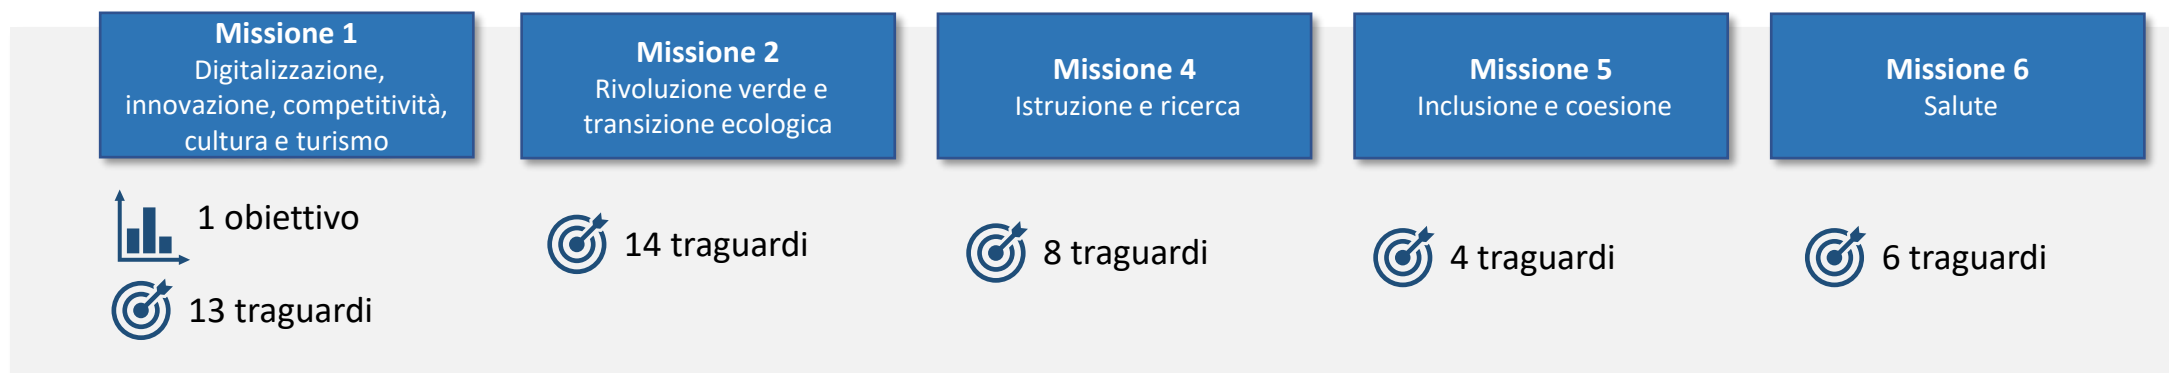 Missione 1
Digitalizzazione,
innovazione, competitività,
cultura e turismo
1 obiettivo
13 traguardi
Missione 2
Rivoluzione verde e
transizione ecologica
14 traguardi
Missione 4
Istruzione e ricerca
8 traguardi
Missione 5
Inclusione e coesione
4 traguardi
Missione 6
Salute
6 traguardi